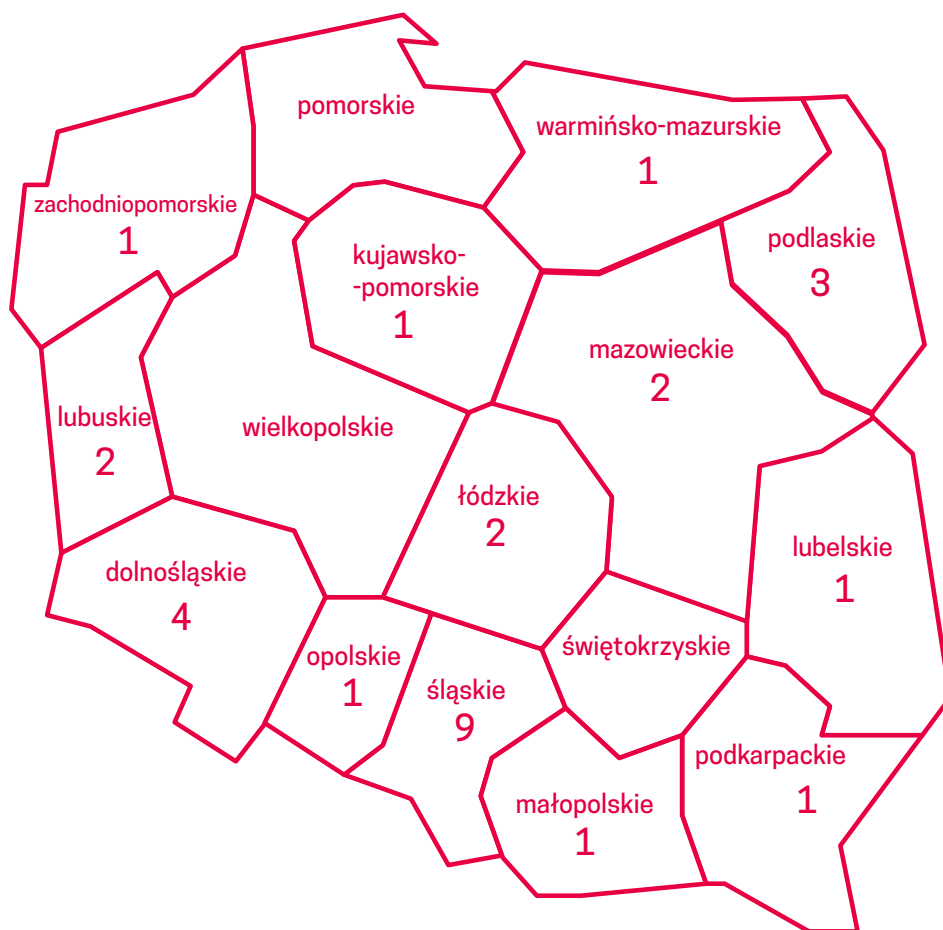 pomorskie
warmińsko-mazurskie
1
zachodniopomorskie
1
podlaskie
3
kujawsko-
-pomorskie
1
mazowieckie
2
lubuskie
2
wielkopolskie
łódzkie
2
lubelskie
1
dolnośląskie
4
opolskie
1
śląskie
9
świętokrzyskie
podkarpackie
1
małopolskie
1